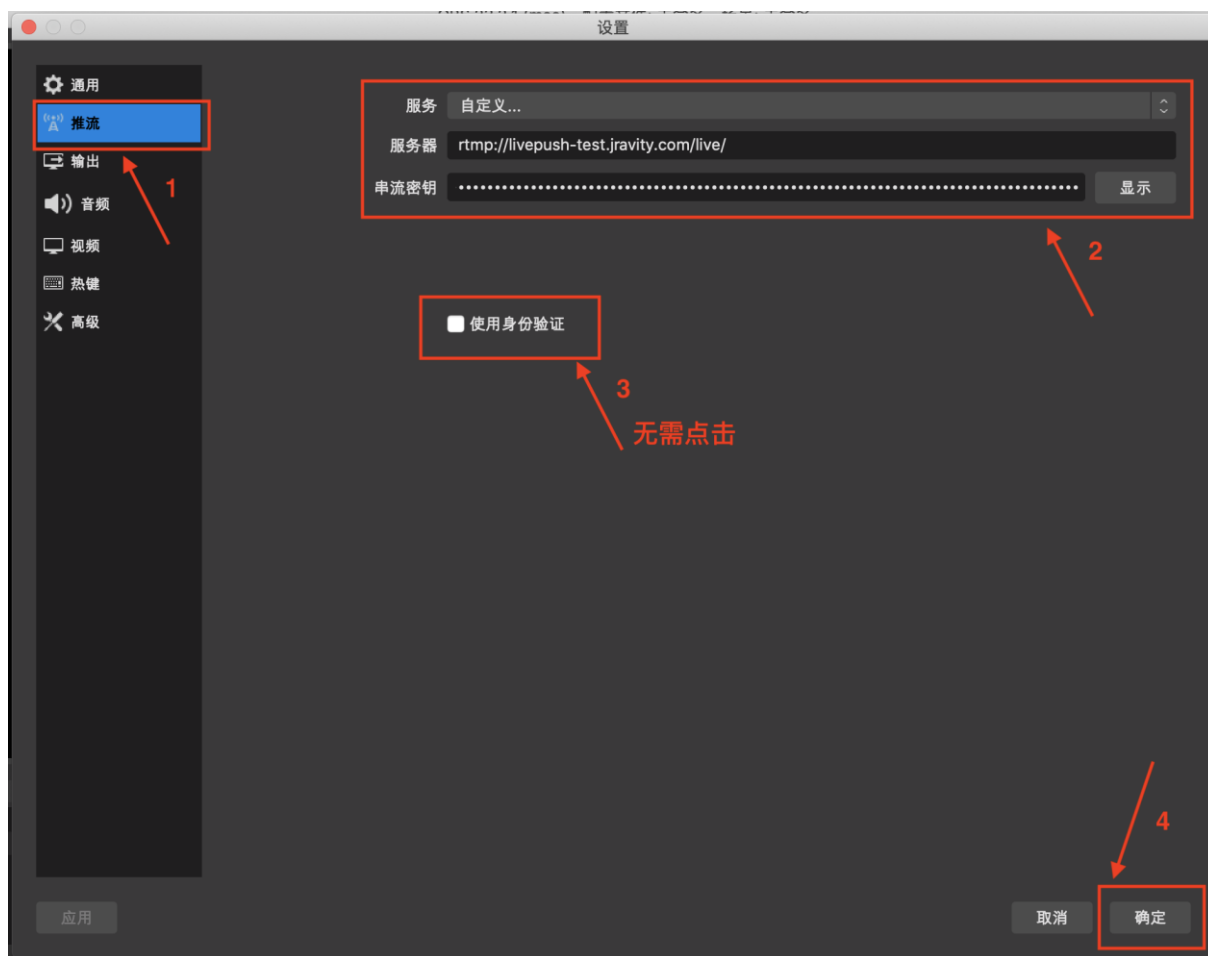 设置
通用
推流
输出
音频
视频
热键
高级
1
服务 自定义...
服务器 rtmp://livepush-test.jravity.com/live/
串流密钥 显示
2
使用身份验证
3
无需点击
4
应用
取消
确定